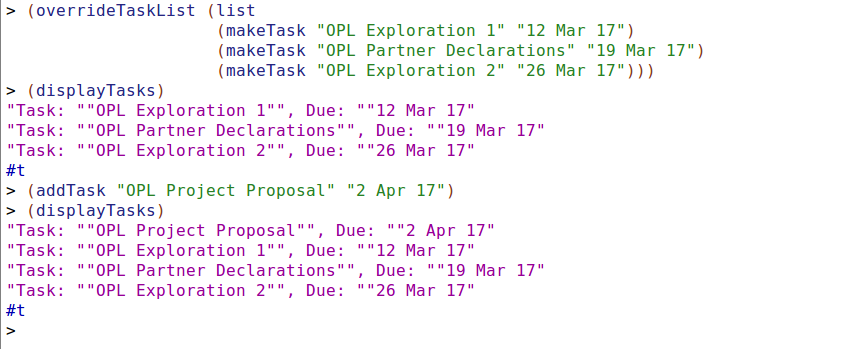 > (overrideTaskList (list
(makeTask "OPL Exploration 1" "12 Mar 17")
(makeTask "OPL Partner Declarations" "19 Mar 17")
(makeTask "OPL Exploration 2" "26 Mar 17")))
> (displayTasks)
"Task: ""OPL Exploration 1"", Due: ""12 Mar 17"
"Task: ""OPL Partner Declarations"", Due: ""19 Mar 17"
"Task: ""OPL Exploration 2"", Due: ""26 Mar 17"
#t
> (addTask "OPL Project Proposal" "2 Apr 17")
> (displayTasks)
"Task: ""OPL Project Proposal"", Due: ""2 Apr 17"
"Task: ""OPL Exploration 1"", Due: ""12 Mar 17"
"Task: ""OPL Partner Declarations"", Due: ""19 Mar 17"
"Task: ""OPL Exploration 2"", Due: ""26 Mar 17"
#t
>